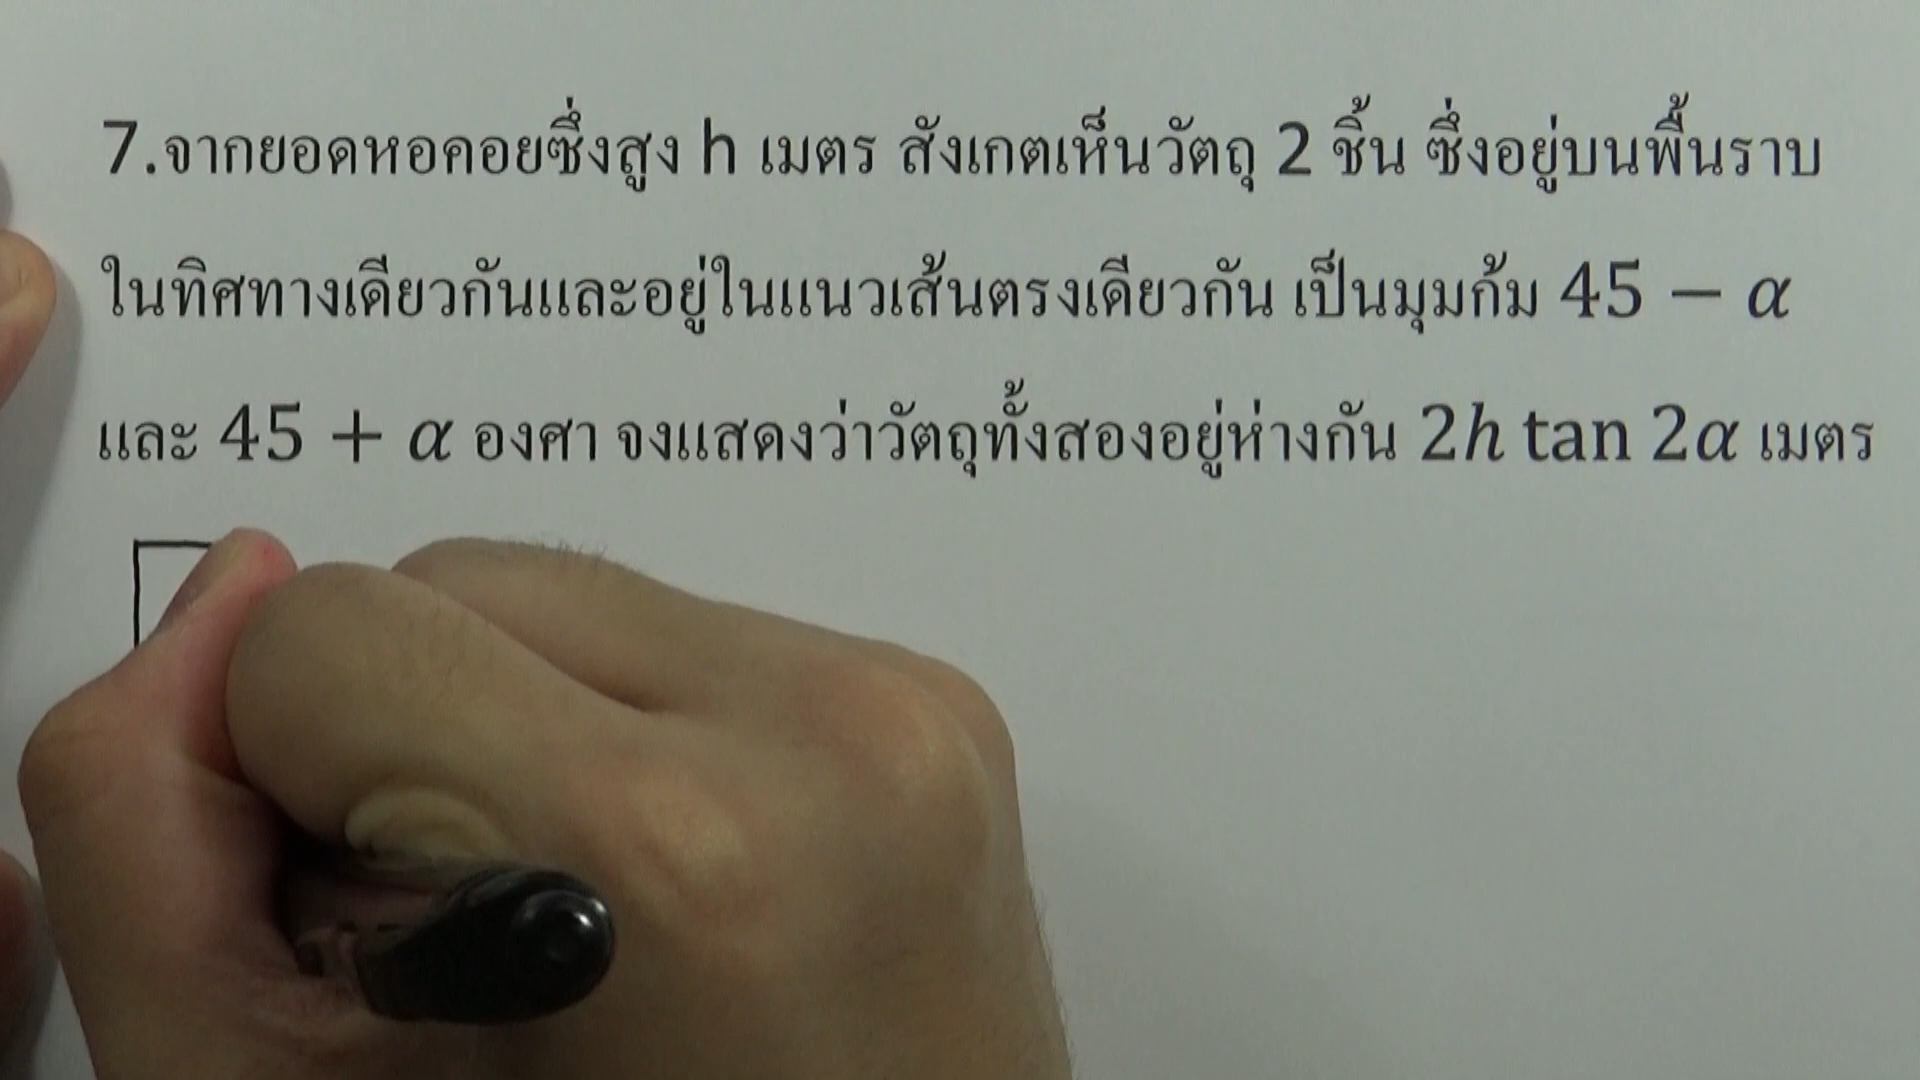 7.จากยอดหอคอยซึ่งสูง h เมตร สังเกตเห็นวัตถุ 2 ชิ้น ซึ่งอยู่บนพื้นราบ
ในทิศทางเดียวกันและอยู่ในแนวเส้นตรงเดียวกัน เป็นมุมก้ม 45 − α
และ 45 + α องศา จงแสดงว่าวัตถุทั้งสองอยู่ห่างกัน 2h tan 2α เมตร